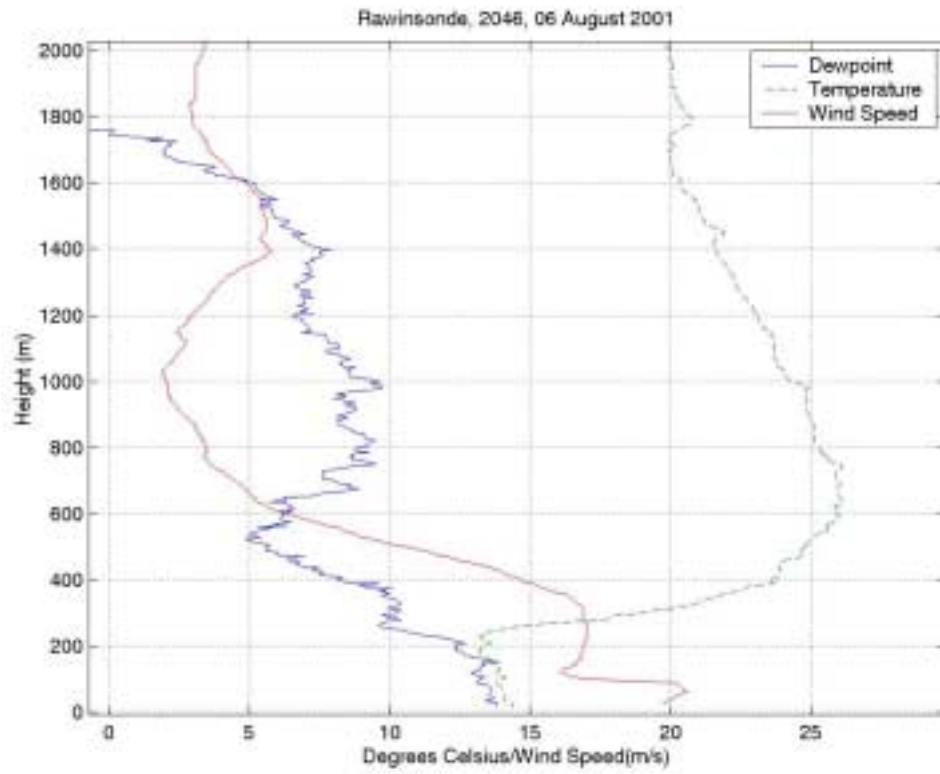 Rawinsonde, 2046, 06 August 2001
2000
1800
1600
1400
1200
1000
800
600
400
200
0
Height (m)
Dewpoint
Temperature
Wind Speed
0
5
10
15
20
25
Degrees Celsius/Wind Speed(m/s)